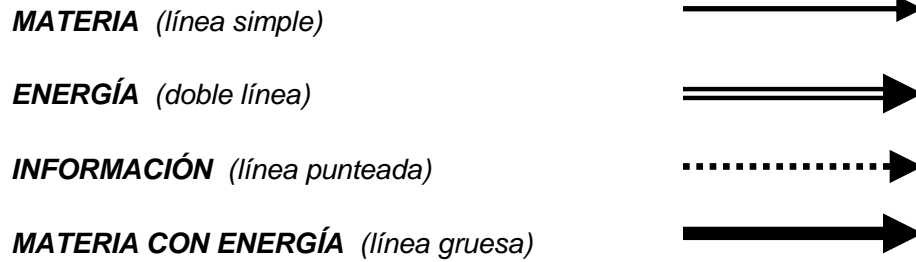 MATERIA (línea simple)
ENERGÍA (doble línea)
INFORMACIÓN (línea punteada)
MATERIA CON ENERGÍA (línea gruesa)